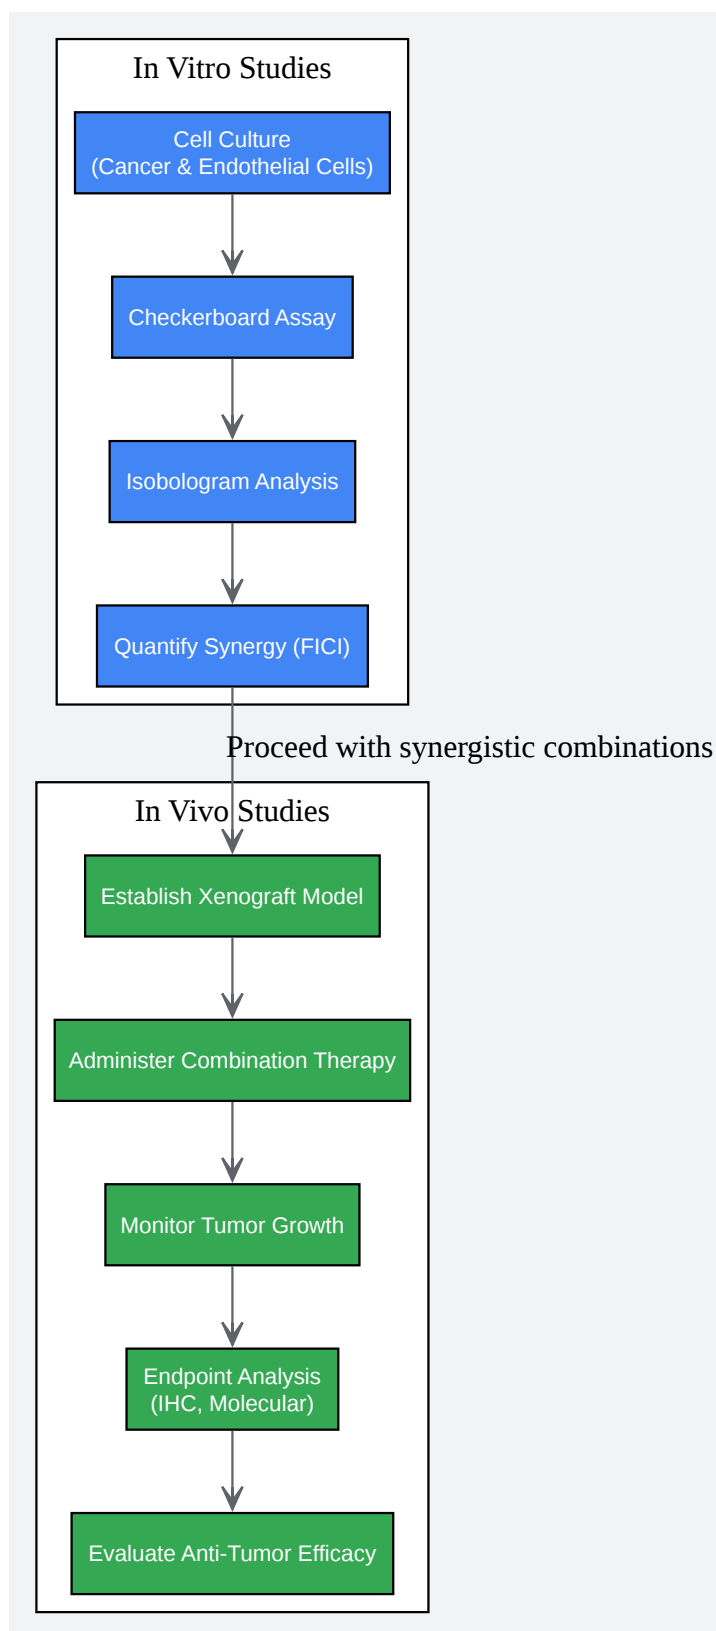 In Vitro Studies
Cell Culture
(Cancer & Endothelial Cells)
Checkerboard Assay
Isobologram Analysis
Quantify Synergy (FICI)
Proceed with synergistic combinations
In Vivo Studies
Establish Xenograft Model
Administer Combination Therapy
Monitor Tumor Growth
Endpoint Analysis
(IHC, Molecular)
Evaluate Anti-Tumor Efficacy